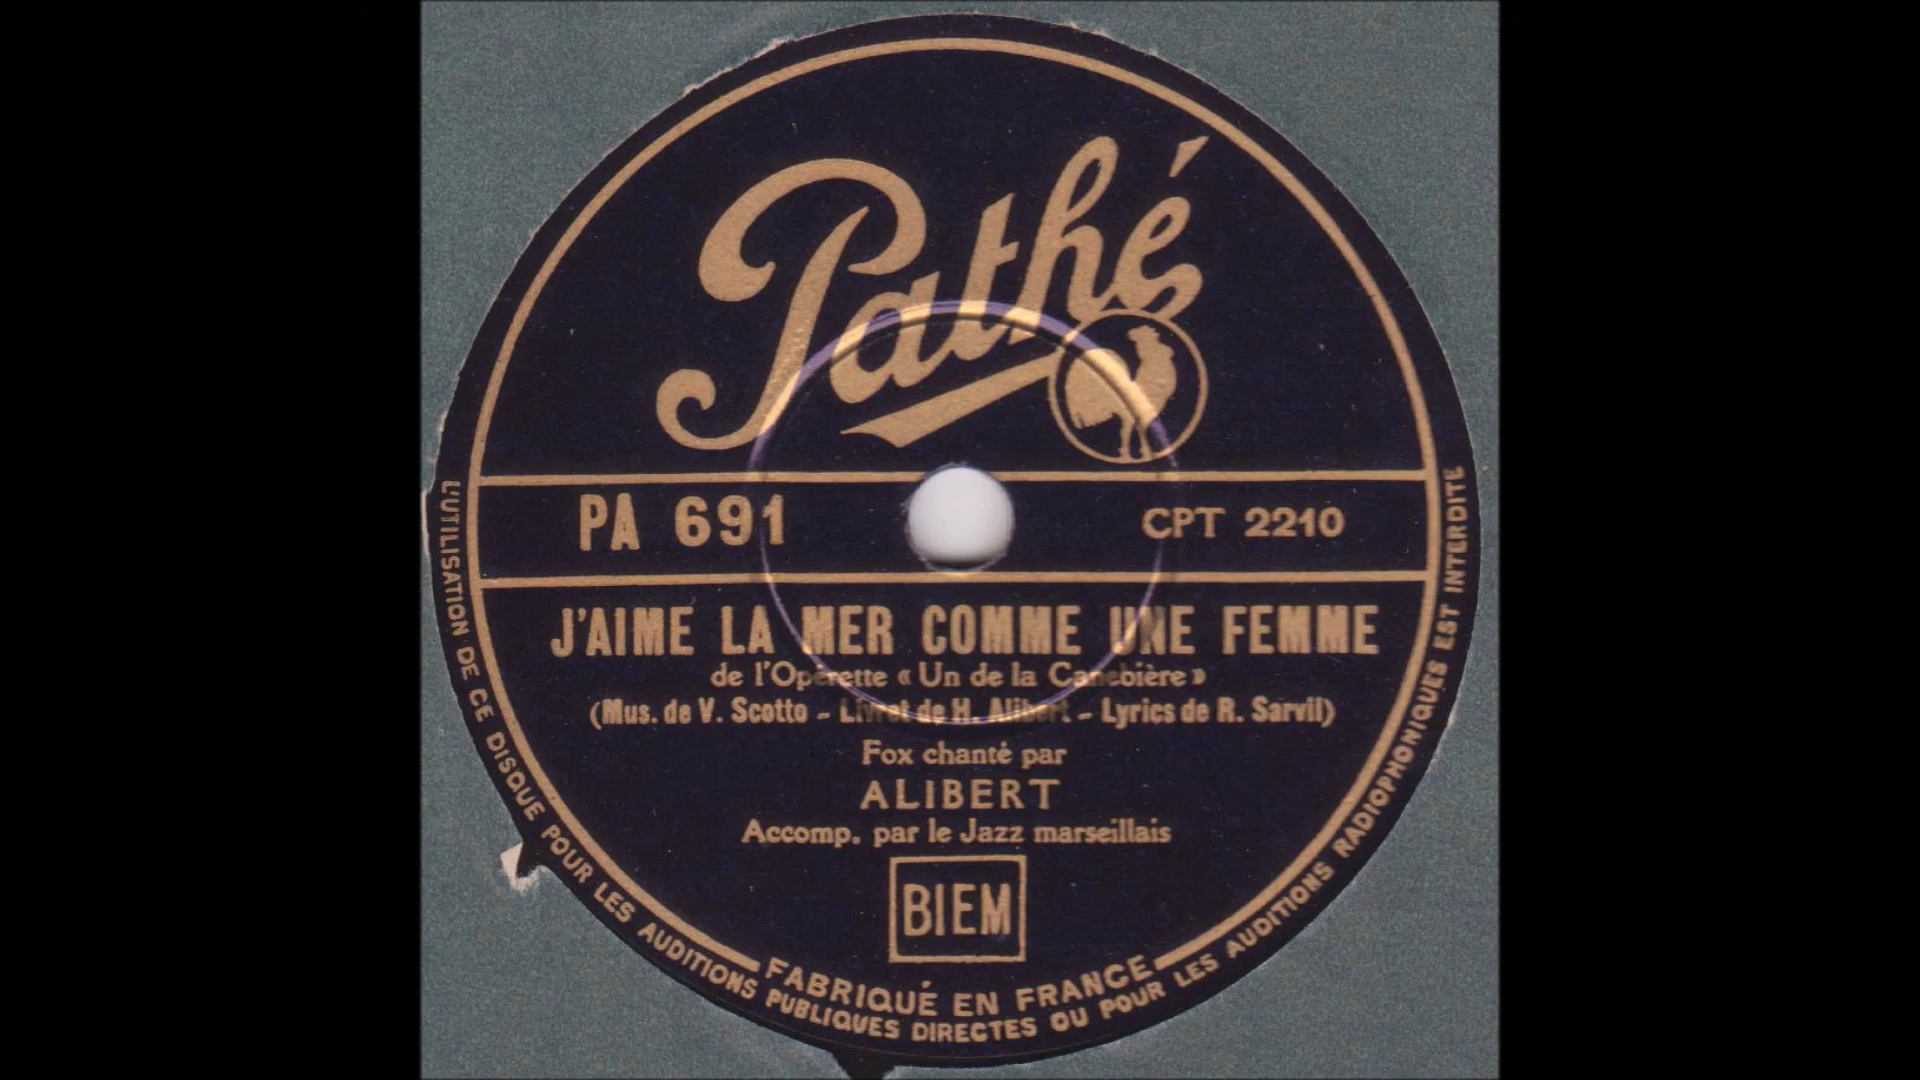 Pathé
PA 691
CPT 2210
J'AIME LA MER COMME UNE FEMME
de l'Opérette « Un de la Canebière »
(Mus. de V. Scotto - Livret de H. Alibert - Lyrics de R. Sarvil)
Fox chanté par
ALIBERT
Accomp. par le Jazz marseillais
BIEM
FABRIQUÉ EN FRANCE
L'UTILISATION DE CE DISQUE POUR LES AUDITIONS PUBLIQUES DIRECTES OU POUR LES AUDITIONS RADIOPHONIQUES EST INTERDITE